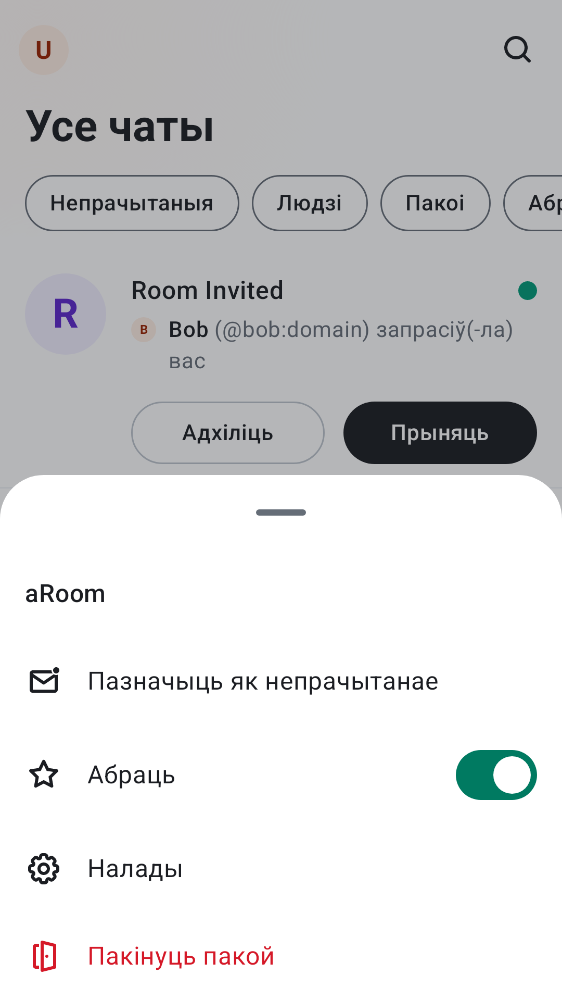 U
Усе чаты
Непрачытаныя Людзі Пакоі Абр
R
Room Invited
B Bob (@bob:domain) запрасіў(-ла)
вас
Адхіліць Прыняць
aRoom
Пазначыць як непрачытанае
Абраць
Налады
Пакінуць пакой